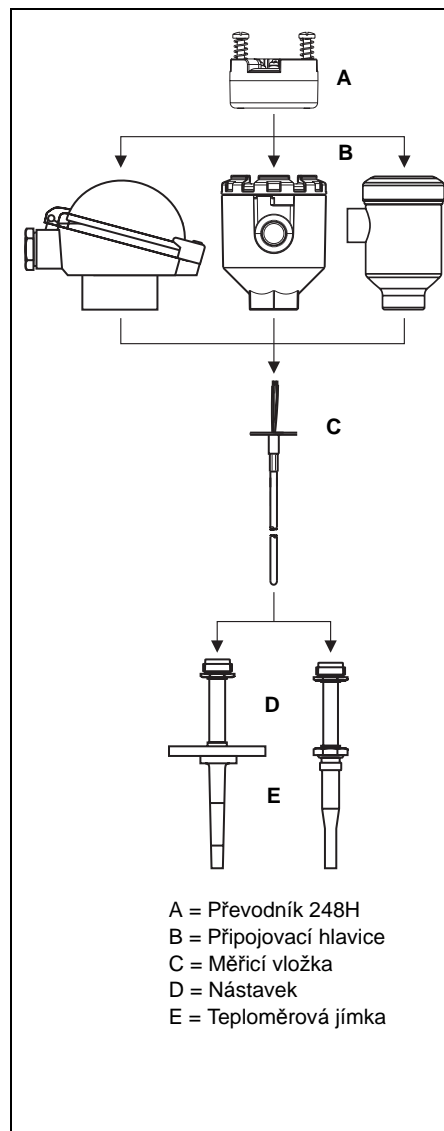 A
B
C
D
E
A = Převodník 248H
B = Připojovací hlavice
C = Měřicí vložka
D = Nástavek
E = Teploměrová jímka